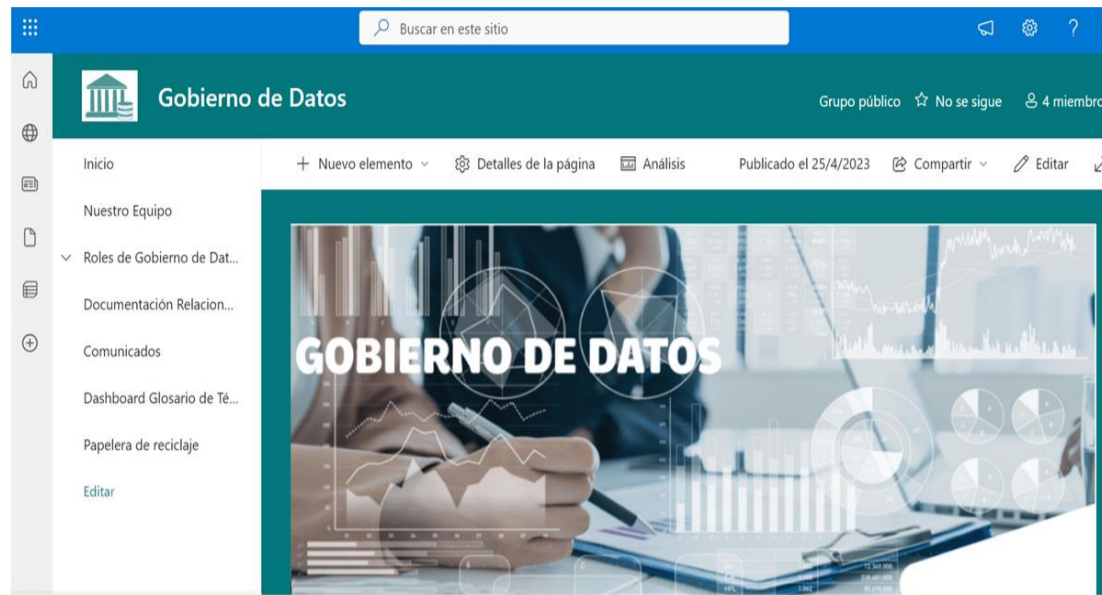 Buscar en este sitio
?
Gobierno de Datos
Grupo público
No se sigue
4 miembro
Inicio
Nuevo elemento
Detalles de la página
Análisis
Publicado el 25/4/2023
Compartir
Editar
Nuestro Equipo
Roles de Gobierno de Dat...
Documentación Relacion...
Comunicados
Dashboard Glosario de Té...
Papelera de reciclaje
Editar
GOBIERNO DE DATOS